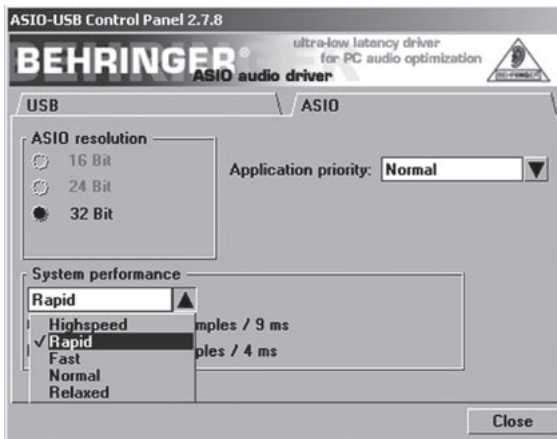 ASIO-USB Control Panel 2.7.8
BEHRINGER
ultra-low latency driver
for PC audio optimization
ASIO audio driver
USB
ASIO
ASIO resolution
16 Bit
24 Bit
32 Bit
Application priority: Normal
System performance
Rapid
Highspeed
/ 9 ms
Rapid
/ 4 ms
Fast
Normal
Relaxed
Close